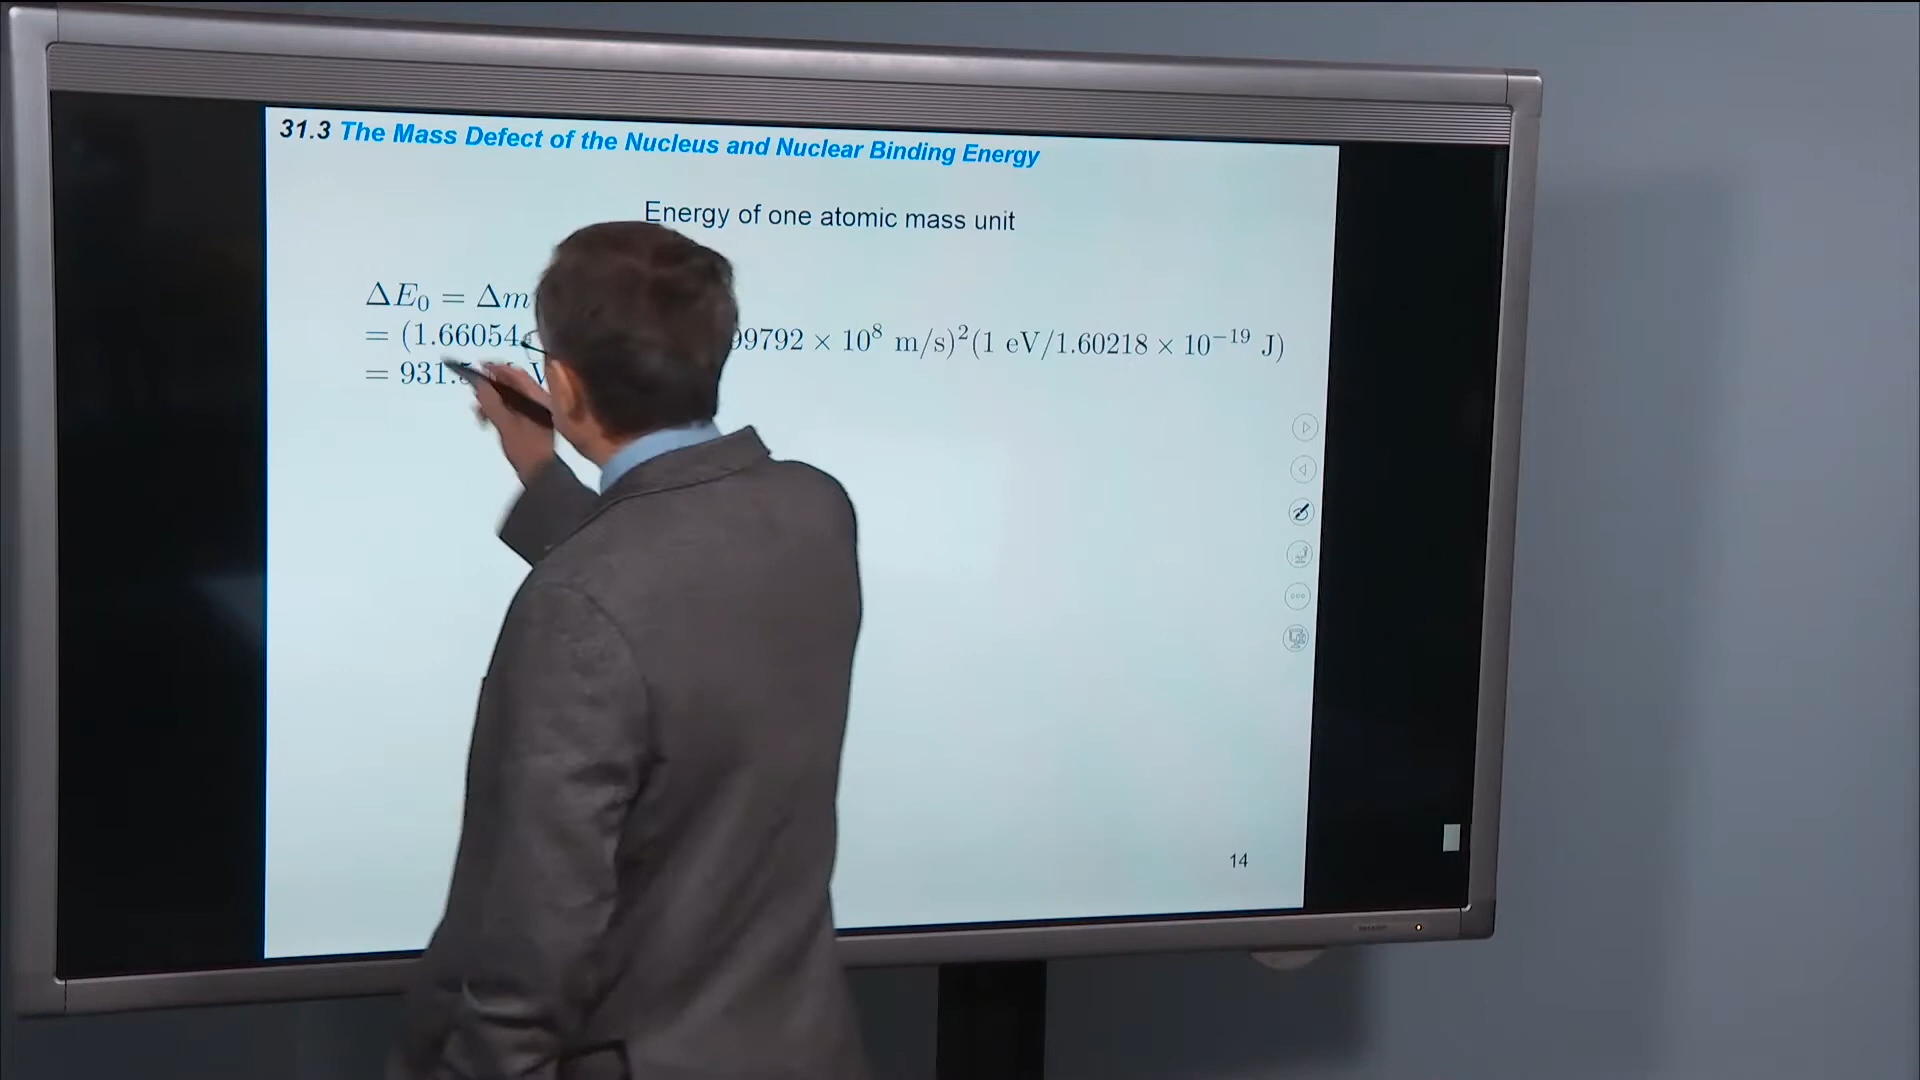 31.3 The Mass Defect of the Nucleus and Nuclear Binding Energy
Energy of one atomic mass unit
ΔE₀ = Δm
= (1.66054 99792 × 10⁸ m/s)²(1 eV/1.60218 × 10⁻¹⁹ J)
= 931.5 V
14